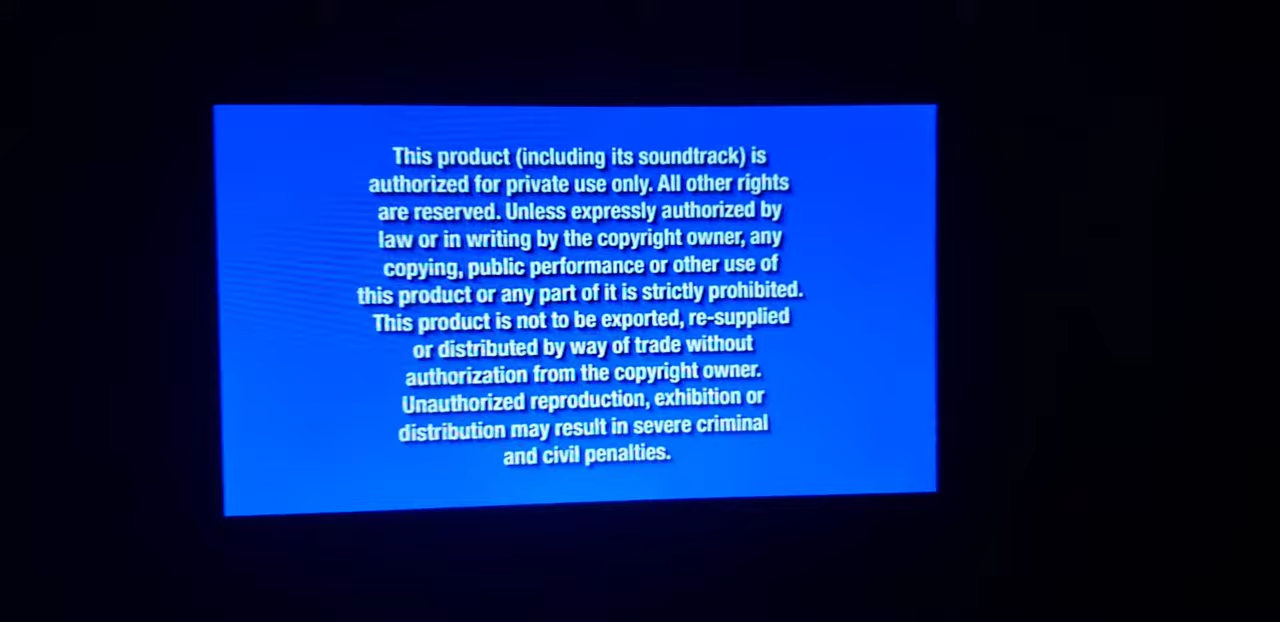 This product (including its soundtrack) is
authorized for private use only. All other rights
are reserved. Unless expressly authorized by
law or in writing by the copyright owner, any
copying, public performance or other use of
this product or any part of it is strictly prohibited.
This product is not to be exported, re-supplied
or distributed by way of trade without
authorization from the copyright owner.
Unauthorized reproduction, exhibition or
distribution may result in severe criminal
and civil penalties.